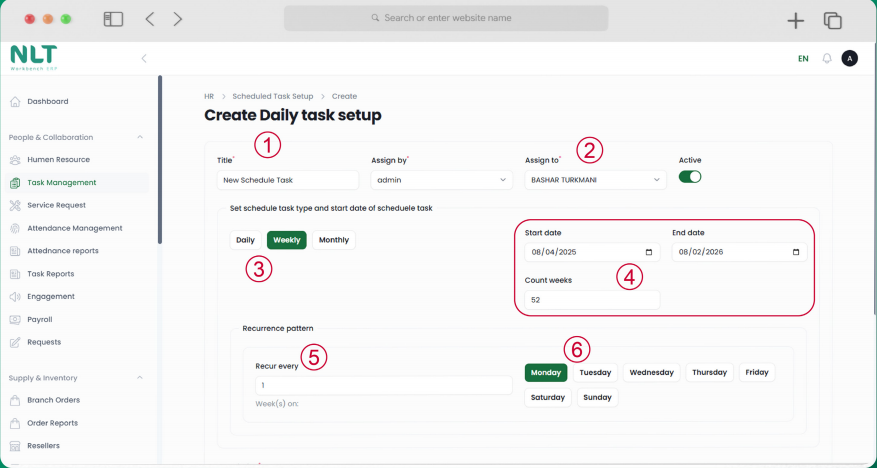 Search or enter website name
NLT
Workbench ERP
EN
A
Dashboard
People & Collaboration
Human Resource
Task Management
Service Request
Attendance Management
Attednance reports
Task Reports
Engagement
Payroll
Requests
Supply & Inventory
Branch Orders
Order Reports
Resellers
HR > Scheduled Task Setup > Create
Create Daily task setup
1
2
Title* Assign by* Assign to* Active
New Schedule Task admin BASHAR TURKMANI
Set schedule task type and start date of scheduele task
Daily Weekly Monthly
3
Start date End date
08/04/2025 08/02/2026
Count weeks
4
52
Recurrence pattern
5
6
Recur every
1
Week(s) on:
Monday Tuesday Wednesday Thursday Friday
Saturday Sunday